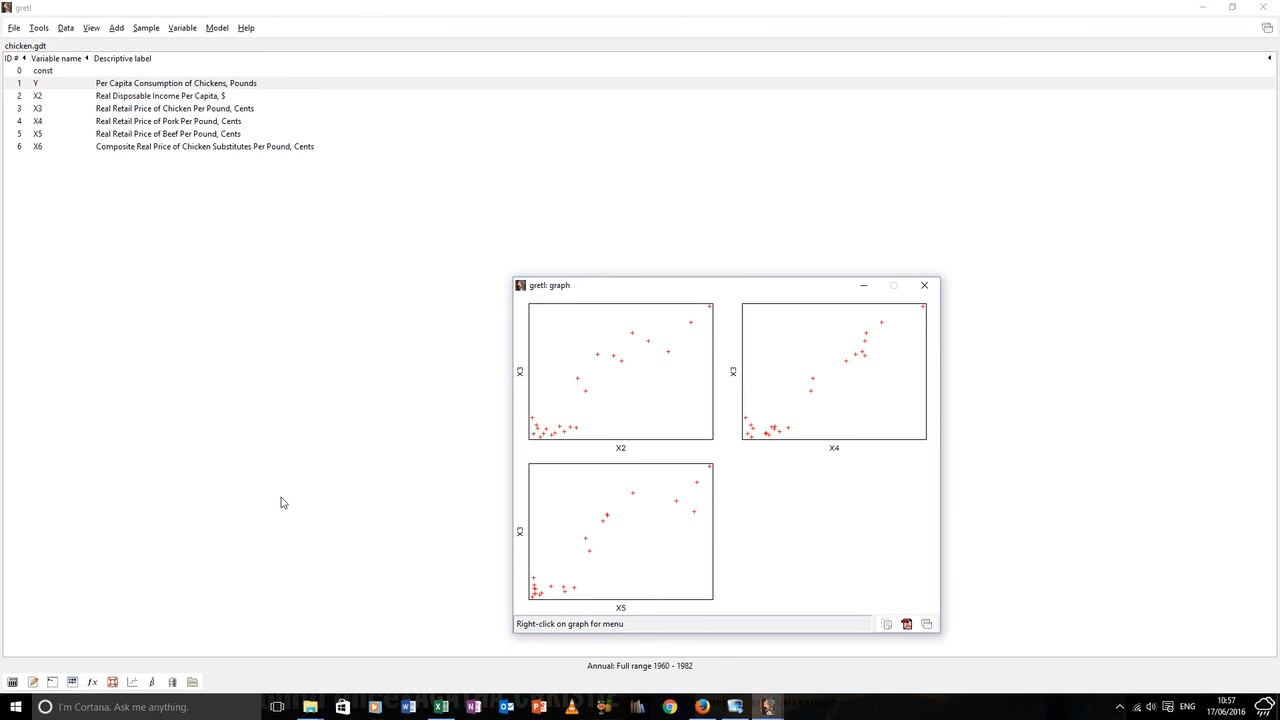 gretl
File Tools Data View Add Sample Variable Model Help
chicken.gdt
ID # Variable name Descriptive label
0 const
1 Y Per Capita Consumption of Chickens, Pounds
2 X2 Real Disposable Income Per Capita, $
3 X3 Real Retail Price of Chicken Per Pound, Cents
4 X4 Real Retail Price of Pork Per Pound, Cents
5 X5 Real Retail Price of Beef Per Pound, Cents
6 X6 Composite Real Price of Chicken Substitutes Per Pound, Cents
gretl: graph
X3
X2
X3
X4
X3
X5
Right-click on graph for menu
Annual: Full range 1960 - 1982
I'm Cortana. Ask me anything.
ENG
10:57
17/06/2016